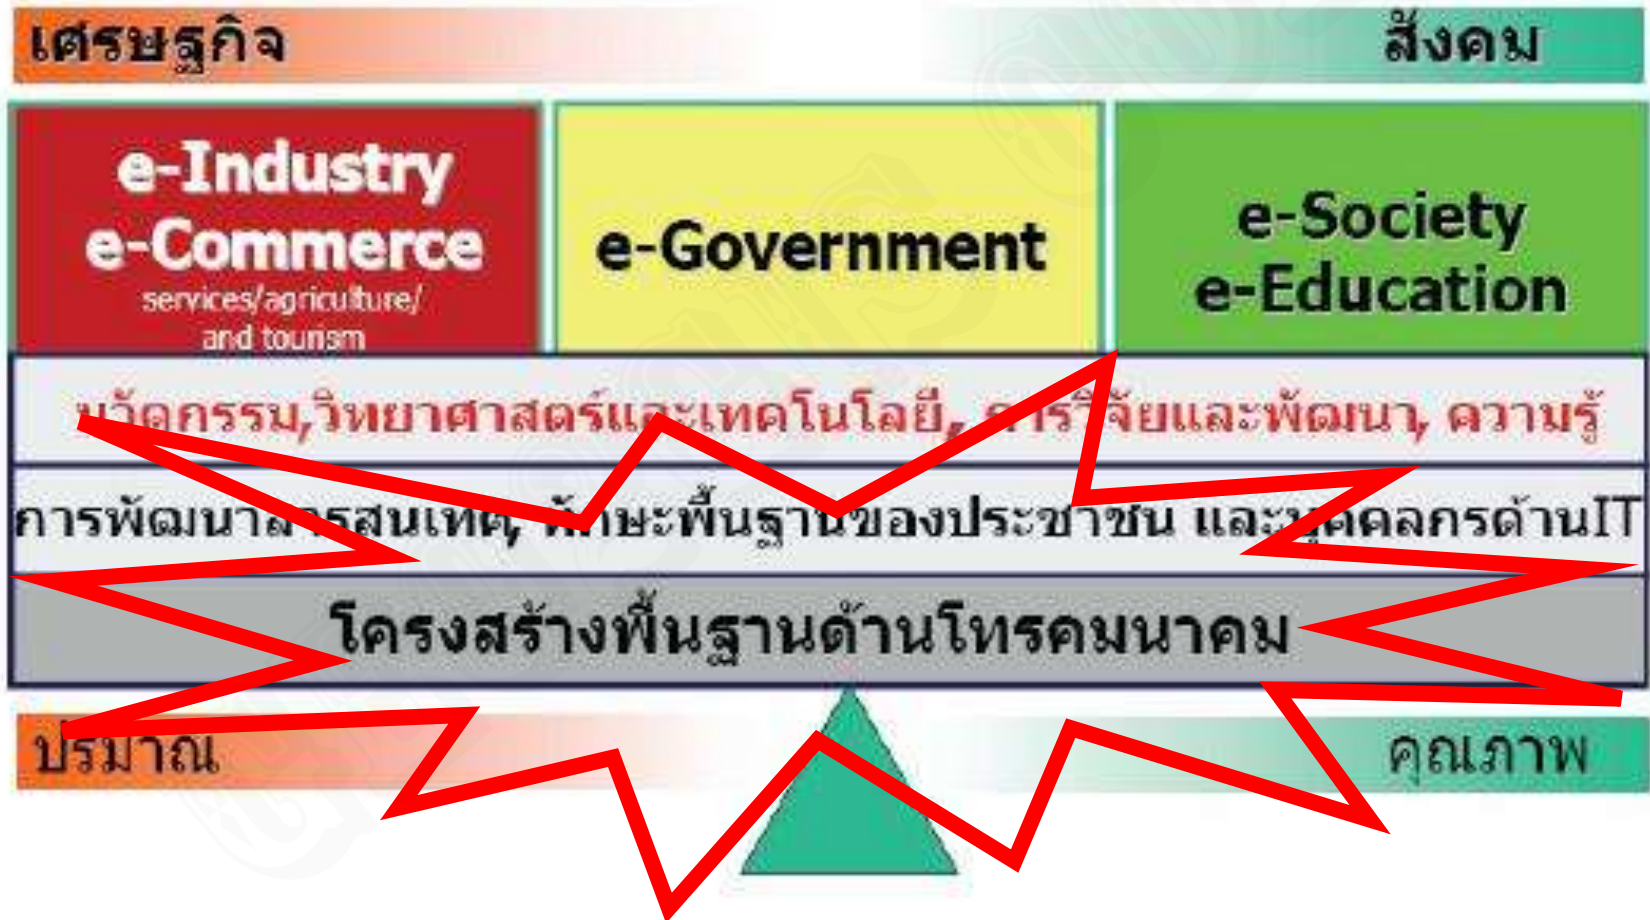 เศรษฐกิจ
สังคม
e-Industry
e-Commerce
services/agriculture/
and tourism
e-Government
e-Society
e-Education
นวัตกรรม,วิทยาศาสตร์และเทคโนโลยี, การวิจัยและพัฒนา, ความรู้
การพัฒนาสารสนเทศ, ทักษะพื้นฐานของประชาชน และบุคคลกรด้านIT
โครงสร้างพื้นฐานด้านโทรคมนาคม
ปริมาณ
คุณภาพ